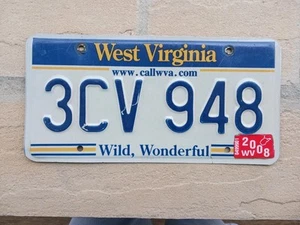 West Virginia
www.callwva.com
3CV 948
Wild, Wonderful
2008
WV